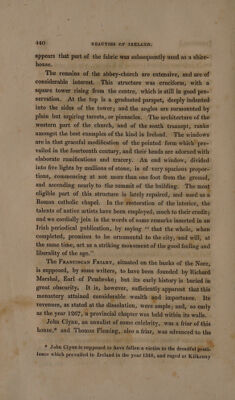 440 BEAUTIES OF IRELAND.
appears that part of the fabric was subsequently used as a shire-
house.
The remains of the abbey-church are extensive, and are of
considerable interest. This structure was cruciform, with a
square tower rising from the centre, which is still in good pre-
servation. At the top is a graduated parapet, deeply indented
into the sides of the tower; and the angles are surmounted by
plain but aspiring turrets, or pinnacles. The architecture of the
western part of the church, and of the south transept, ranks
amongst the best examples of the kind in Ireland. The windows
are in that graceful modification of the pointed form which pre-
vailed in the fourteenth century, and their heads are adorned with
elaborate ramifications and tracery. An end window, divided
into five lights by mullions of stone, is of very spacious propor-
tions, commencing at not more than one foot from the ground,
and ascending nearly to the summit of the building. The most
eligible part of this structure is lately repaired, and used as a
Roman catholic chapel. In the restoration of the interior, the
talents of native artists have been employed, much to their credit;
and we cordially join in the words of some remarks inserted in an
Irish periodical publication, by saying " that the whole, when
completed, promises to be ornamental to the city, and will, at
the same time, act as a striking monument of the good feeling and
liberality of the age."
The FRANCISCAN FRIARY, situated on the banks of the Nore,
is supposed, by some writers, to have been founded by Richard
Marshal, Earl of Pembroke; but its early history is buried in
great obscurity. It is, however, sufficiently apparent that this
monastery attained considerable wealth and importance. Its
revenues, as stated at the dissolution, were ample; and, so early
as the year 1267, a provincial chapter was held within its walls.
John Clynn, an annalist of some celebrity, was a friar of this
house,* and Thomas Fleming, also a friar, was advanced to the
* John Clynn is supposed to have fallen a victim to the dreadful pesti-
lence which prevailed in Ireland in the year 1348, and raged at Kilkenny